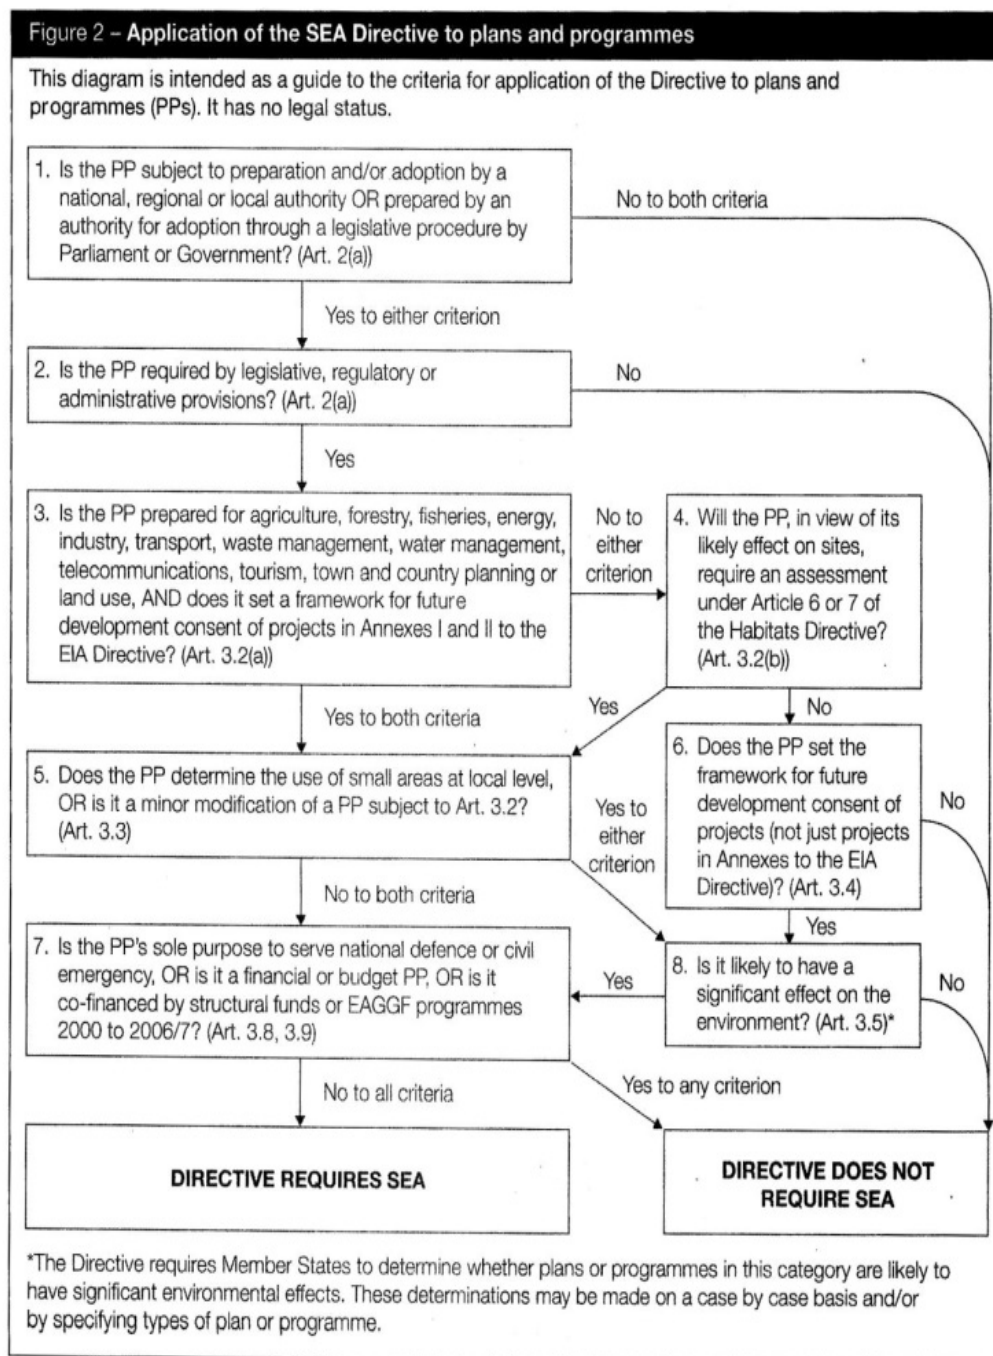 Figure 2 – Application of the SEA Directive to plans and programmes
This diagram is intended as a guide to the criteria for application of the Directive to plans and
programmes (PPs). It has no legal status.
1. Is the PP subject to preparation and/or adoption by a
national, regional or local authority OR prepared by an
authority for adoption through a legislative procedure by
Parliament or Government? (Art. 2(a))
No to both criteria
Yes to either criterion
2. Is the PP required by legislative, regulatory or
administrative provisions? (Art. 2(a))
No
Yes
3. Is the PP prepared for agriculture, forestry, fisheries, energy,
industry, transport, waste management, water management,
telecommunications, tourism, town and country planning or
land use, AND does it set a framework for future
development consent of projects in Annexes I and II to the
EIA Directive? (Art. 3.2(a))
No to
either
criterion
4. Will the PP, in view of its
likely effect on sites,
require an assessment
under Article 6 or 7 of
the Habitats Directive?
(Art. 3.2(b))
Yes to both criteria
Yes
No
5. Does the PP determine the use of small areas at local level,
OR is it a minor modification of a PP subject to Art. 3.2?
(Art. 3.3)
Yes to
either
criterion
6. Does the PP set the
framework for future
development consent of
projects (not just projects
in Annexes to the EIA
Directive)? (Art. 3.4)
No
No to both criteria
Yes
7. Is the PP's sole purpose to serve national defence or civil
emergency, OR is it a financial or budget PP, OR is it
co-financed by structural funds or EAGGF programmes
2000 to 2006/7? (Art. 3.8, 3.9)
Yes
8. Is it likely to have a
significant effect on the
environment? (Art. 3.5)*
No
No to all criteria
Yes to any criterion
DIRECTIVE REQUIRES SEA
DIRECTIVE DOES NOT
REQUIRE SEA
*The Directive requires Member States to determine whether plans or programmes in this category are likely to
have significant environmental effects. These determinations may be made on a case by case basis and/or
by specifying types of plan or programme.